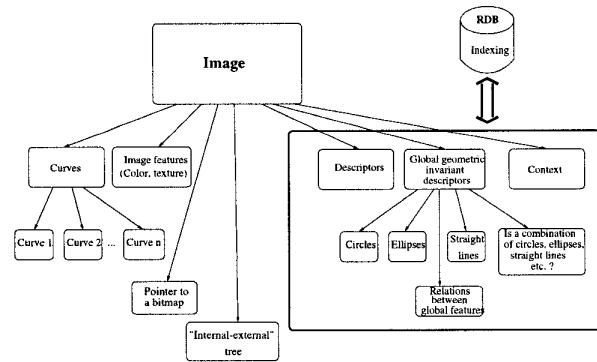 RDB
Indexing
Image
Curves
Image features
(Color, texture)
Descriptors
Global geometric
invariant
descriptors
Context
Curve 1
Curve 2
...
Curve n
Circles
Ellipses
Straight
lines
Is a combination
of circles, ellipses,
straight lines
etc. ?
Pointer to
a bitmap
Relations
between
global features
"Internal-external"
tree